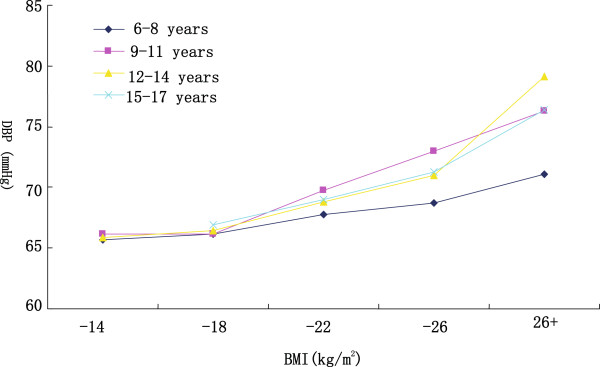 85
80
75
70
65
60
DBP (mmHg)
6-8 years
9-11 years
12-14 years
15-17 years
-14
-18
-22
-26
26+
BMI(kg/m²)